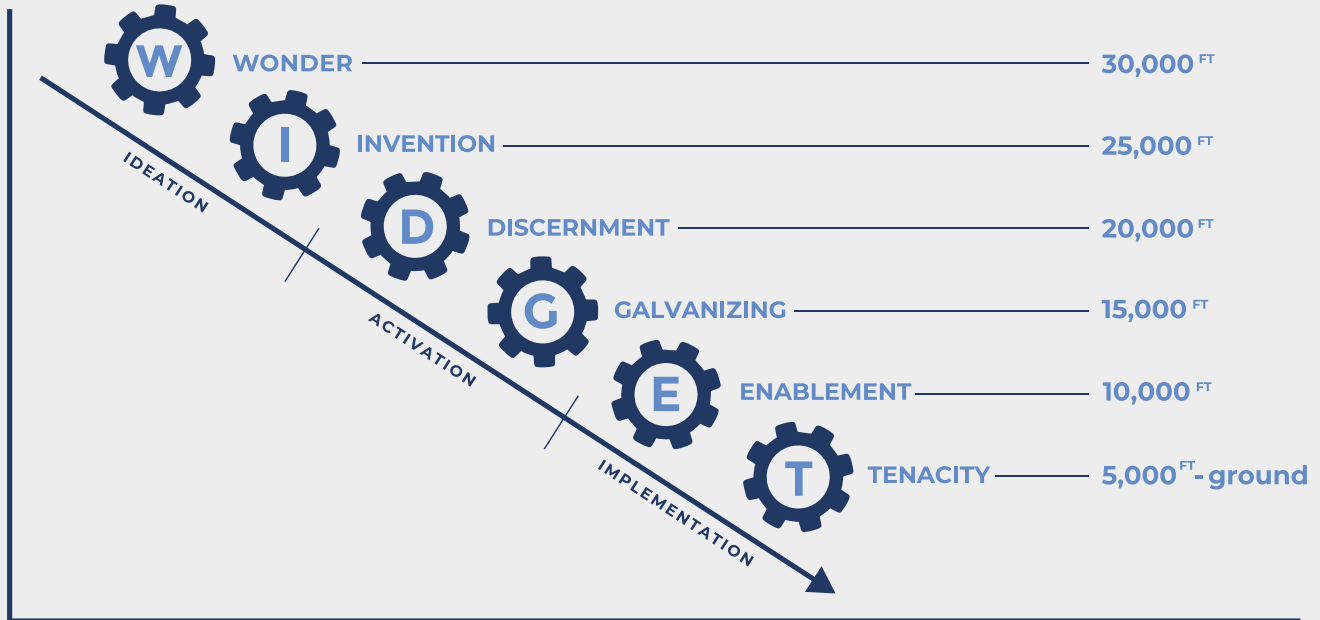 W WONDER 30,000 FT
I INVENTION 25,000 FT
IDEATION
D DISCERNMENT 20,000 FT
G GALVANIZING 15,000 FT
ACTIVATION
E ENABLEMENT 10,000 FT
T TENACITY 5,000 FT - ground
IMPLEMENTATION